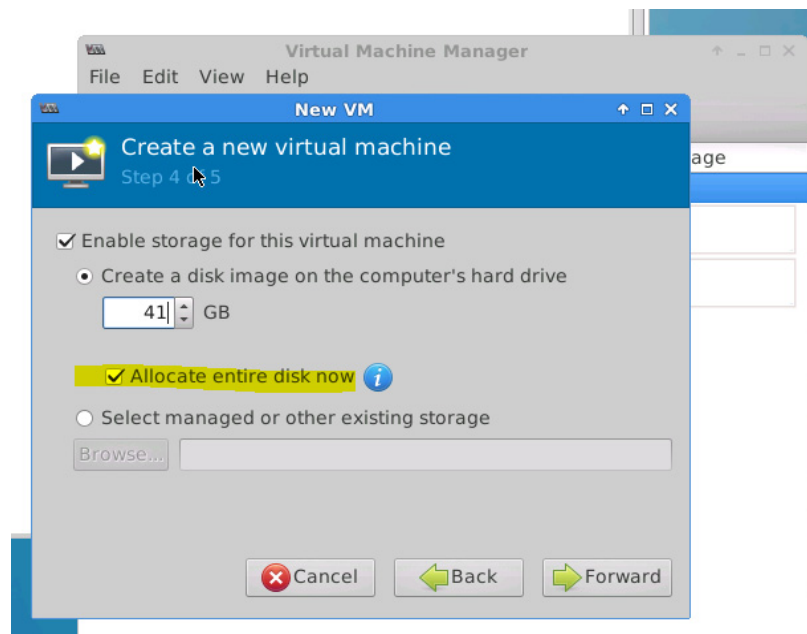 Virtual Machine Manager
File Edit View Help
New VM
Create a new virtual machine
Step 4 of 5
age
Enable storage for this virtual machine
Create a disk image on the computer's hard drive
41 GB
Allocate entire disk now
Select managed or other existing storage
Browse...
Cancel Back Forward